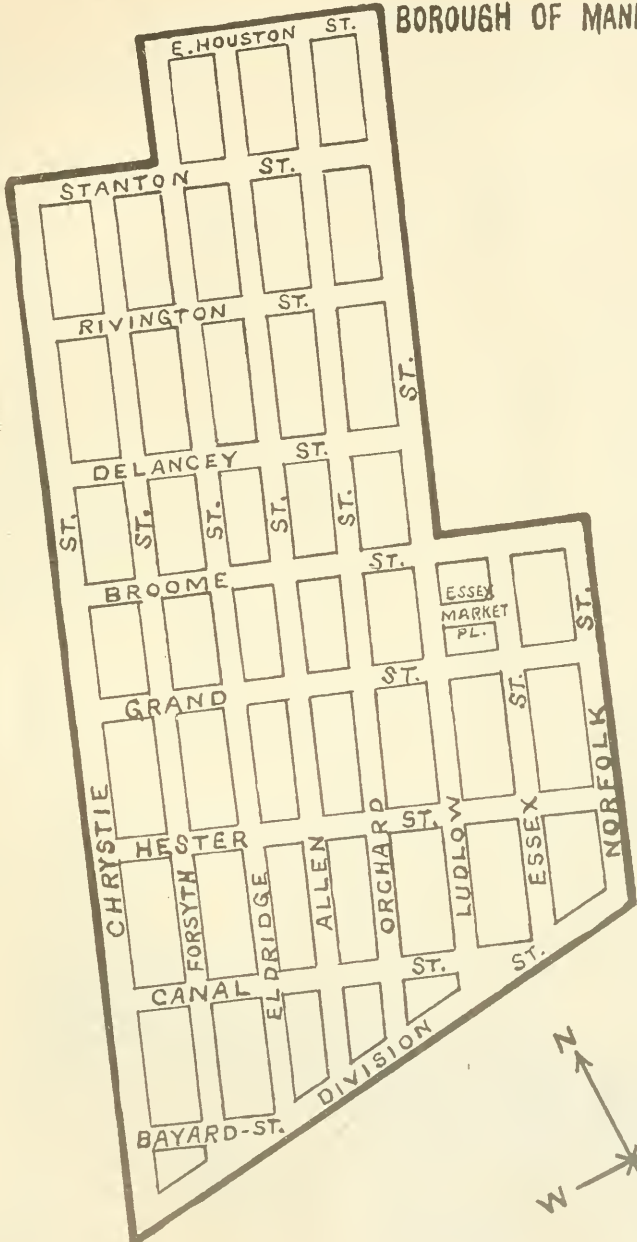 BOROUGH OF
E. HOUSTON ST.
STANTON ST.
RIVINGTON ST.
ST.
DELANCEY ST.
ST. ST. ST. ST. ST.
BROOME ST.
ESSEX
MARKET
PL.
ST.
GRAND ST.
ST.
CHRYSTIE
HESTER ST.
FORSYTH
ELDRIDGE
ALLEN
ORCHARD
LUDLOW
ESSEX
NORFOLK
CANAL ST.
DIVISION ST.
BAYARD-ST.
N
W